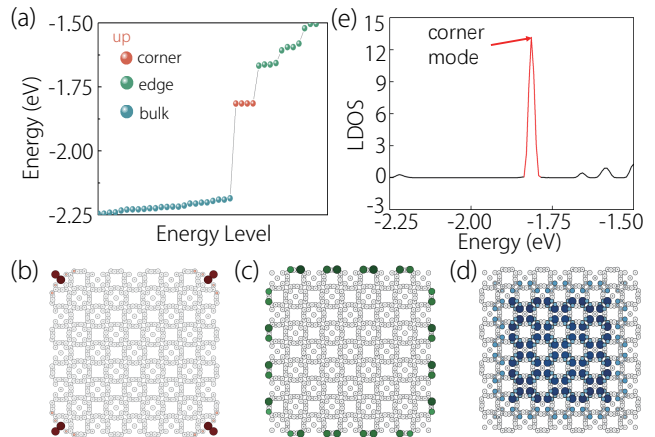 (a)
-1.50
-1.75
-2.00
-2.25
Energy (eV)
up
corner
edge
bulk
Energy Level
(e)
15
12
9
6
3
0
-3
LDOS
corner
mode
-2.25
-2.00
-1.75
-1.50
Energy (eV)
(b)
(c)
(d)